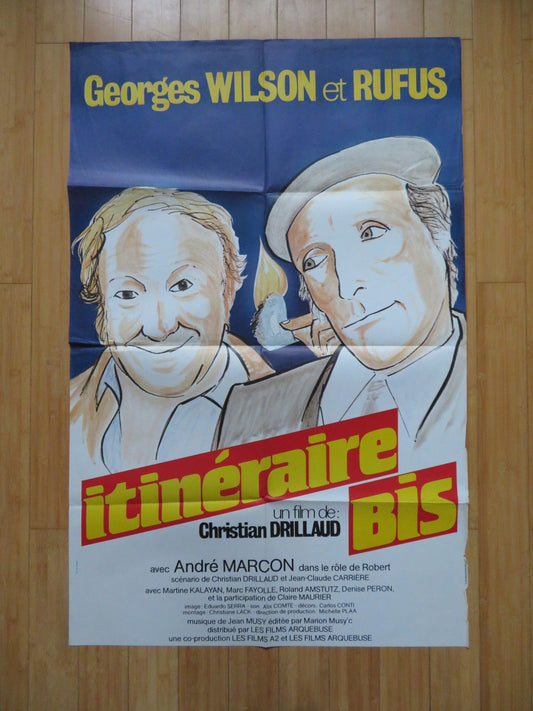 Georges WILSON et RUFUS
itinéraire
BIS
un film de:
Christian DRILLAUD
avec André MARCON dans le rôle de Robert
scénario de Christian DRILLAUD et Jean-Claude CARRIÈRE
avec Martine KALAYAN, Marc FAYOLLE, Roland AMSTUTZ, Denise PERON,
et la participation de Claire MAURIER
image: Eduardo SERRA - son: Alix COMTE - décors: Carlos CONTI
montage: Christiane LACK - direction de production: Michelle PLAA
musique de Jean MUSY éditée par Marion Musy'c
distribué par LES FILMS ARQUEBUSE
une co-production LES FILMS A2 et LES FILMS ARQUEBUSE